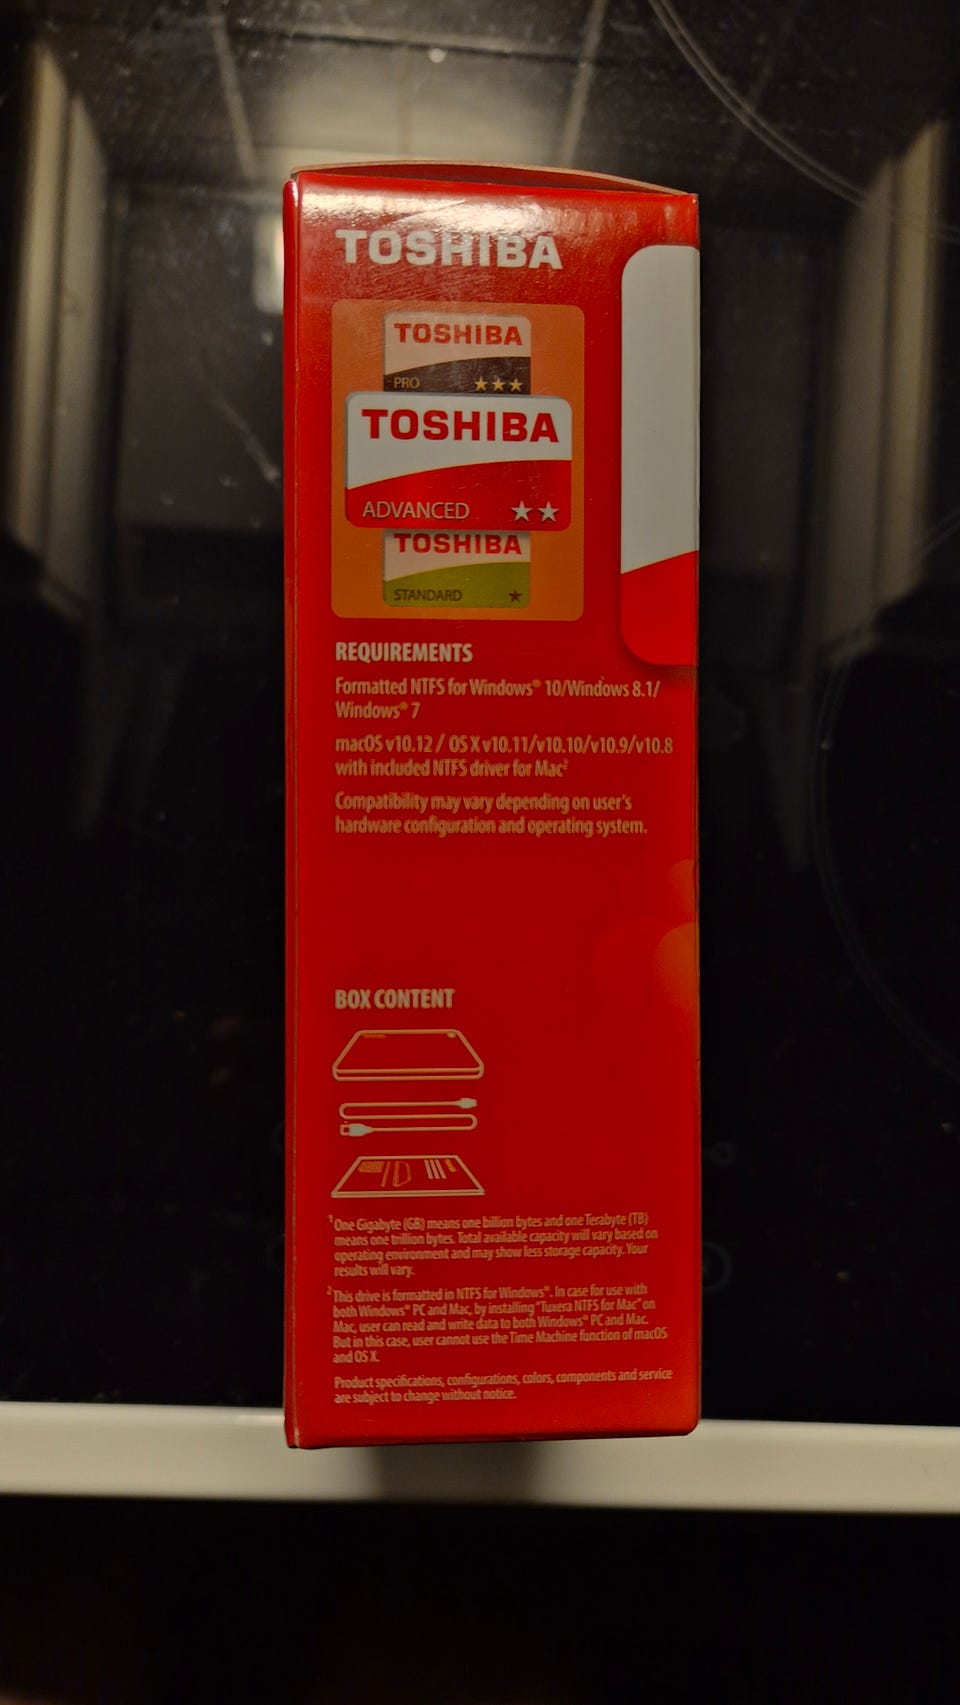 TOSHIBA
TOSHIBA
PRO ★★★
TOSHIBA
ADVANCED ★★
TOSHIBA
STANDARD ★
REQUIREMENTS
Formatted NTFS for Windows® 10/Windows 8.1/
Windows® 7
macOS v10.12 / OS X v10.11/v10.10/v10.9/v10.8
with included NTFS driver for Mac²
Compatibility may vary depending on user's
hardware configuration and operating system.
BOX CONTENT
¹ One Gigabyte (GB) means one billion bytes and one Terabyte (TB)
means one trillion bytes. Total available capacity will vary based on
operating environment and may show less storage capacity. Your
results will vary.
² This drive is formatted in NTFS for Windows®. In case for use with
both Windows® PC and Mac, by installing "Tuxera NTFS for Mac" on
Mac, user can read and write data to both Windows® PC and Mac.
But in this case, user cannot use the Time Machine function of macOS
and OS X.
Product specifications, configurations, colors, components and service
are subject to change without notice.